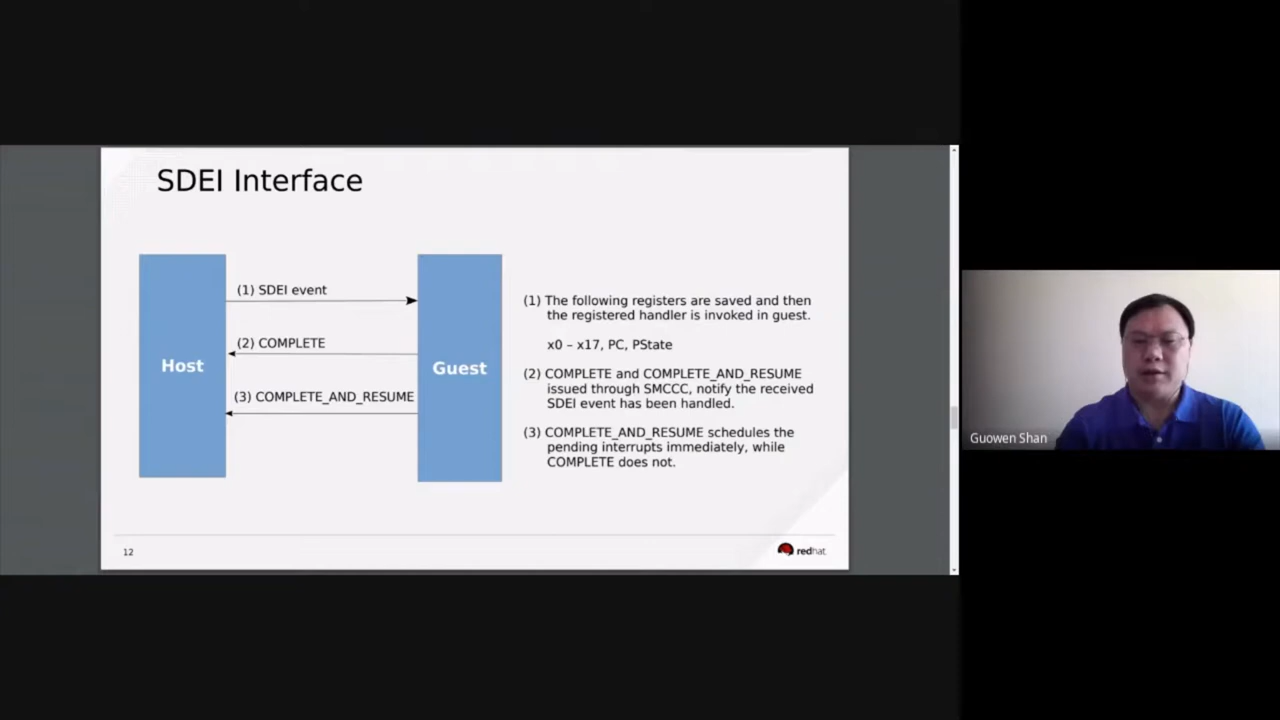 SDEI Interface
(1) SDEI event
(2) COMPLETE
(3) COMPLETE_AND_RESUME
Host
Guest
(1) The following registers are saved and then
the registered handler is invoked in guest.
x0 – x17, PC, PState
(2) COMPLETE and COMPLETE_AND_RESUME
issued through SMCCC, notify the received
SDEI event has been handled.
(3) COMPLETE_AND_RESUME schedules the
pending interrupts immediately, while
COMPLETE does not.
12
redhat
Guowen Shan